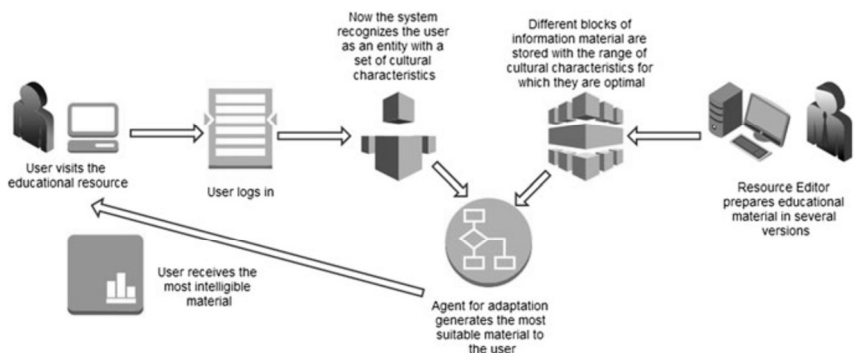 Now the system
recognizes the user
as an entity with a
set of cultural
characteristics
Different blocks of
information material are
stored with the range of
cultural characteristics for
which they are optimal
User visits the
educational resource
User logs in
Resource Editor
prepares educational
material in several
versions
User receives the
most intelligible
material
Agent for adaptation
generates the most
suitable material to
the user